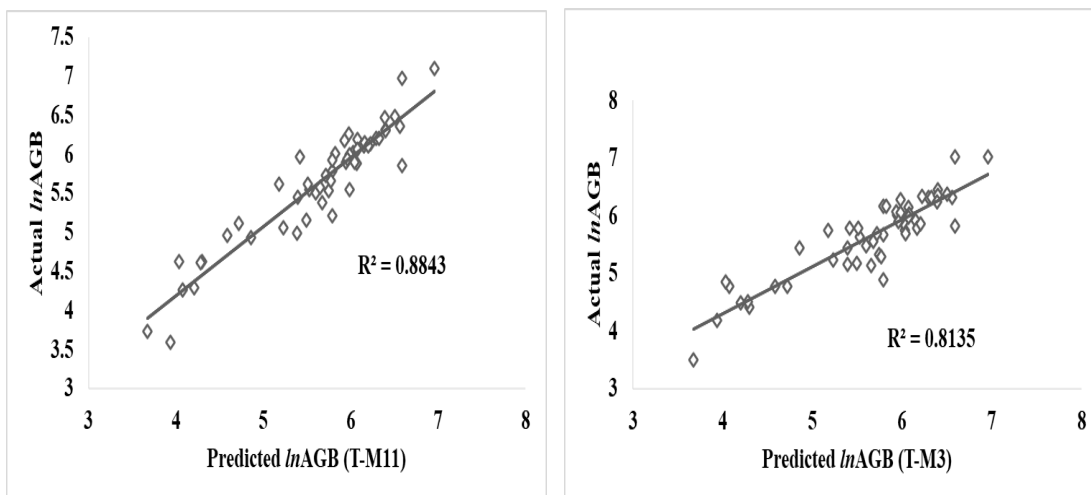 7.5
7
6.5
6
5.5
5
4.5
4
3.5
3
Actual lnAGB
R² = 0.8843
3 4 5 6 7 8
Predicted lnAGB (T-M11)
8
7
6
5
4
3
Actual lnAGB
R² = 0.8135
3 4 5 6 7 8
Predicted lnAGB (T-M3)